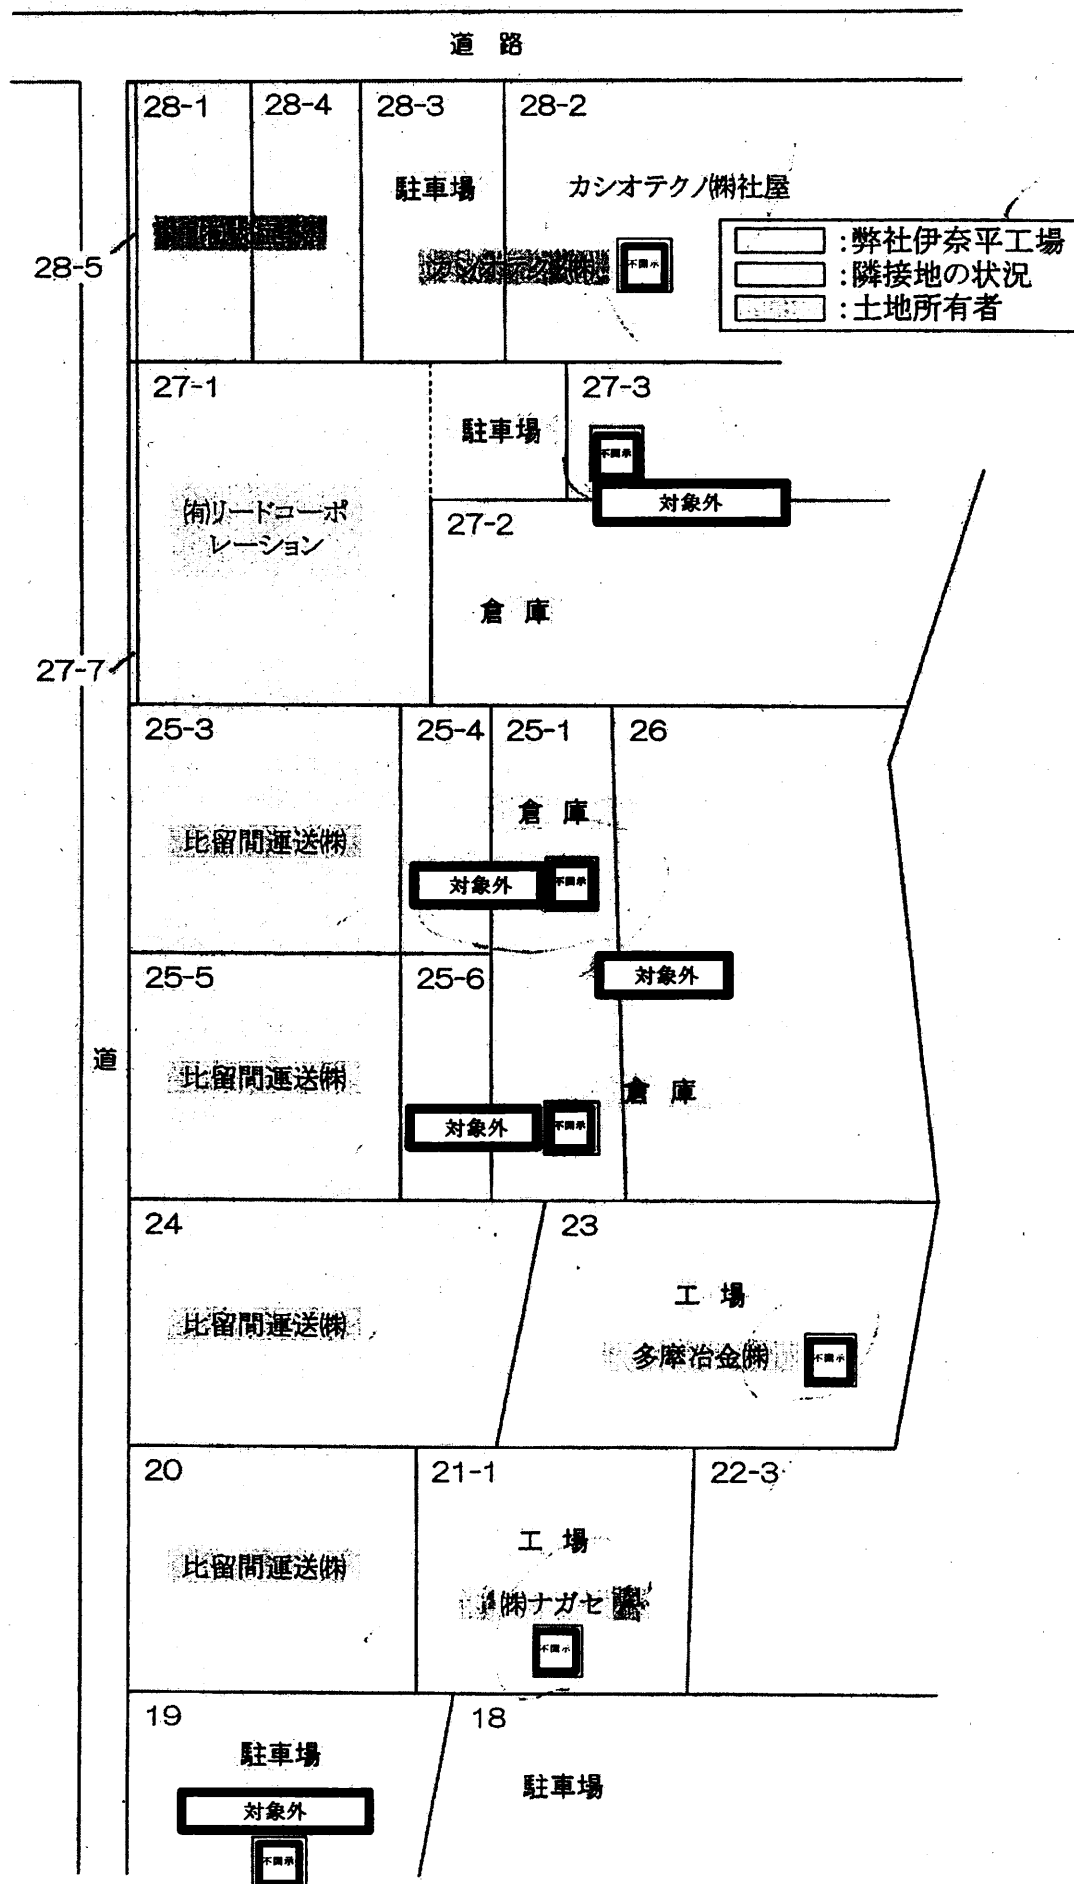 道 路
28-1
28-4
28-3
28-2
駐車場
カシオテクノ㈱社屋
不開示
:弊社伊奈平工場
:隣接地の状況
:土地所有者
28-5
27-1
駐車場
27-3
不開示
対象外
㈲リードコーポ
レーション
27-2
倉 庫
27-7
25-3
25-4
25-1
26
倉 庫
比留間運送㈱
対象外
不開示
対象外
25-5
25-6
道
比留間運送㈱
倉 庫
対象外
不開示
24
23
工 場
比留間運送㈱
多摩冶金㈱
不開示
20
21-1
22-3
工 場
比留間運送㈱
㈱ナガセ
不開示
19
18
駐車場
駐車場
対象外
不開示